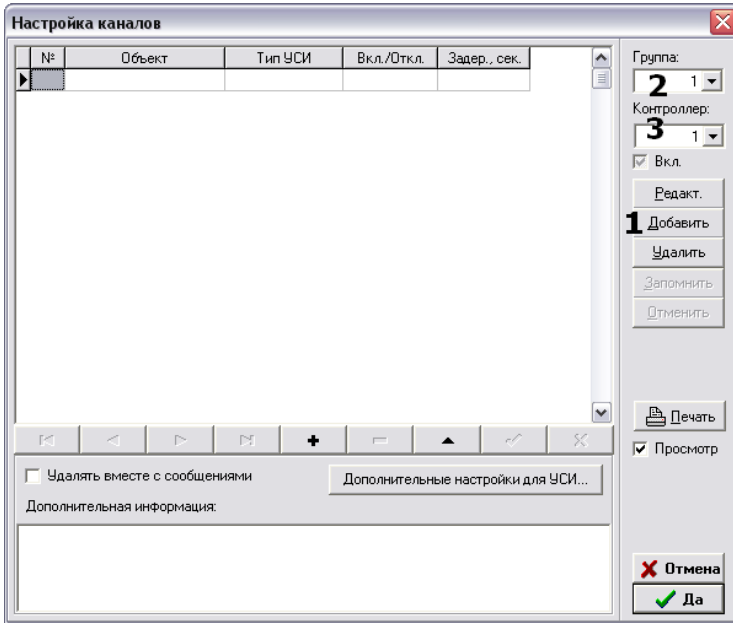 Настройка каналов
№ Объект Тип УСИ Вкл./Откл. Задер., сек.
Группа:
2 1
Контроллер:
3 1
Вкл.
Редакт.
1 Добавить
Удалить
Запомнить
Отменить
Печать
Просмотр
Удалять вместе с сообщениями
Дополнительные настройки для УСИ...
Дополнительная информация:
Отмена
Да